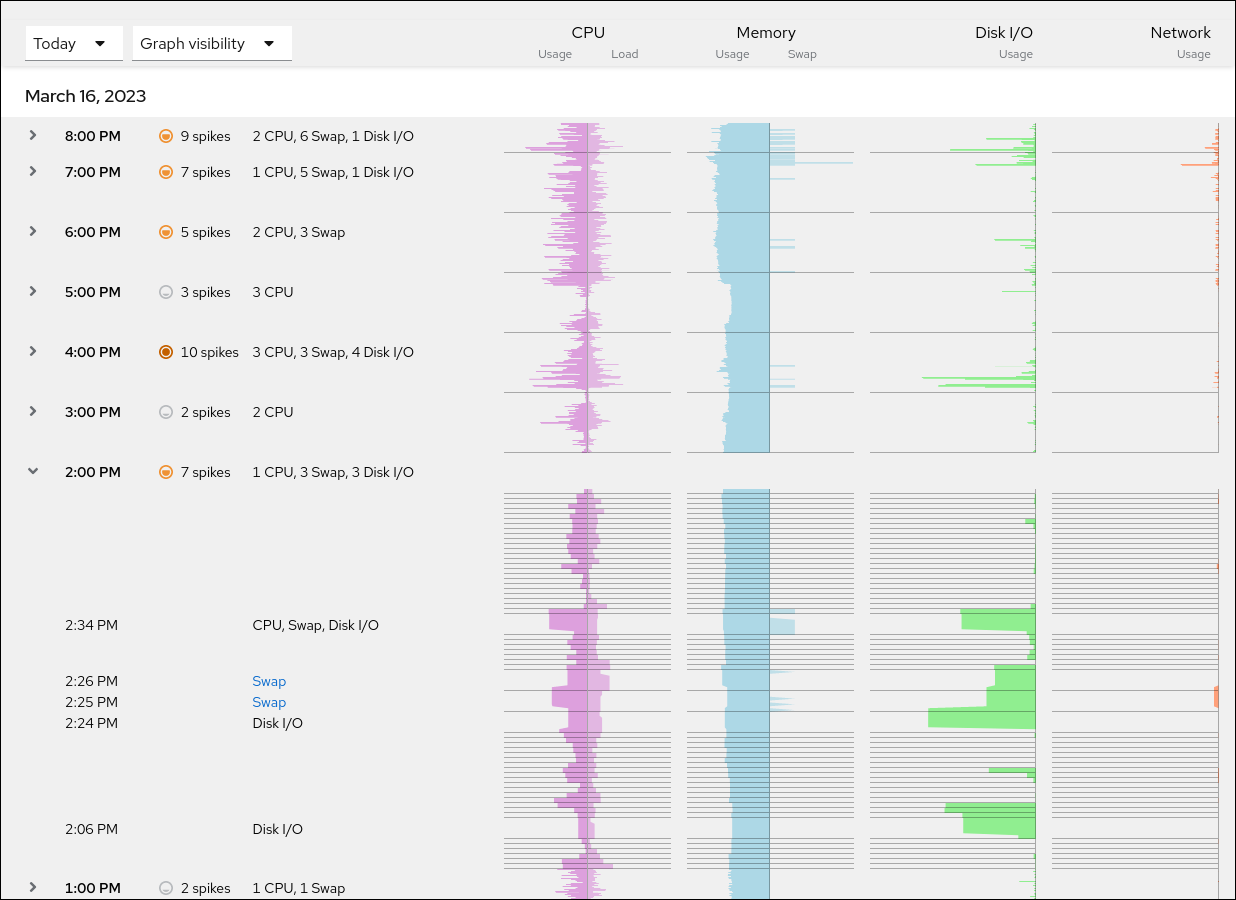 Today Graph visibility CPU Memory Disk I/O Network
Usage Load Usage Swap Usage Usage
March 16, 2023
8:00 PM 9 spikes 2 CPU, 6 Swap, 1 Disk I/O
7:00 PM 7 spikes 1 CPU, 5 Swap, 1 Disk I/O
6:00 PM 5 spikes 2 CPU, 3 Swap
5:00 PM 3 spikes 3 CPU
4:00 PM 10 spikes 3 CPU, 3 Swap, 4 Disk I/O
3:00 PM 2 spikes 2 CPU
2:00 PM 7 spikes 1 CPU, 3 Swap, 3 Disk I/O
2:34 PM CPU, Swap, Disk I/O
2:26 PM Swap
2:25 PM Swap
2:24 PM Disk I/O
2:06 PM Disk I/O
1:00 PM 2 spikes 1 CPU, 1 Swap